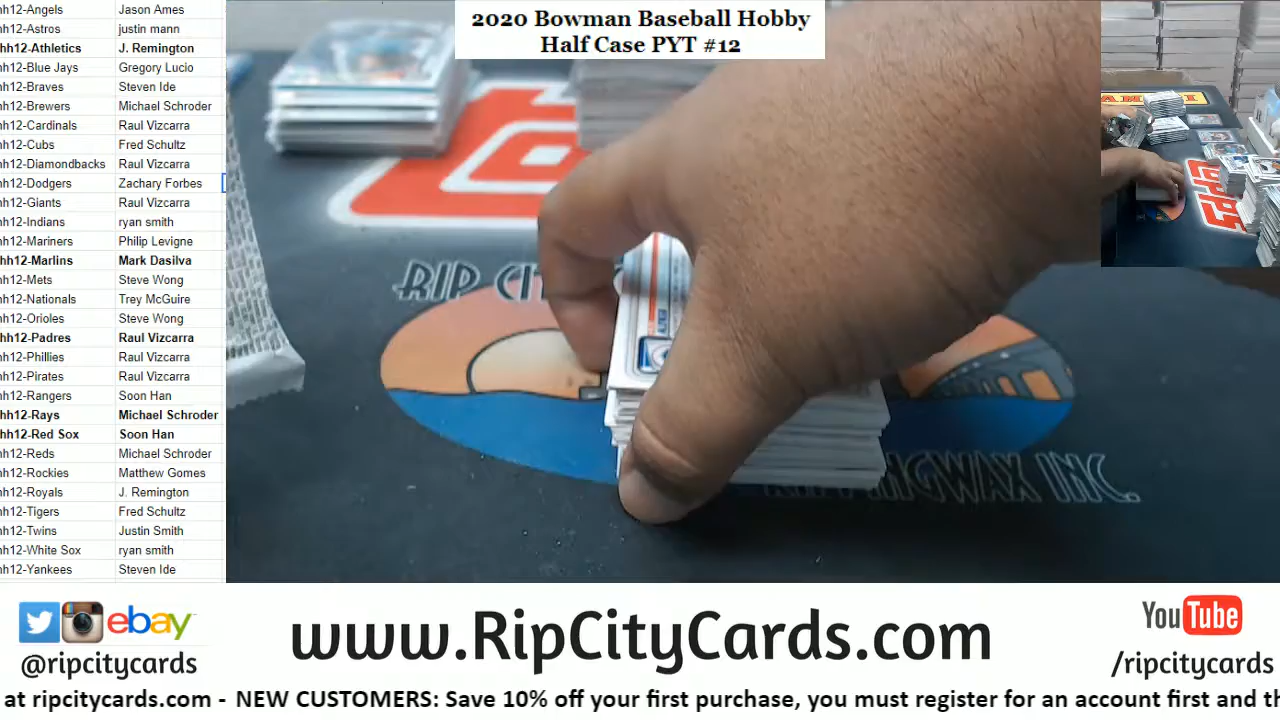 2020 Bowman Baseball Hobby
Half Case PYT #12
hh12-Angels Jason Ames
hh12-Astros justin mann
hh12-Athletics J. Remington
hh12-Blue Jays Gregory Lucio
hh12-Braves Steven Ide
hh12-Brewers Michael Schroder
hh12-Cardinals Raul Vizcarra
hh12-Cubs Fred Schultz
hh12-Diamondbacks Raul Vizcarra
hh12-Dodgers Zachary Forbes
hh12-Giants Raul Vizcarra
hh12-Indians ryan smith
hh12-Mariners Philip Levigne
hh12-Marlins Mark Dasilva
hh12-Mets Steve Wong
hh12-Nationals Trey McGuire
hh12-Orioles Steve Wong
hh12-Padres Raul Vizcarra
hh12-Phillies Raul Vizcarra
hh12-Pirates Raul Vizcarra
hh12-Rangers Soon Han
hh12-Rays Michael Schroder
hh12-Red Sox Soon Han
hh12-Reds Michael Schroder
hh12-Rockies Matthew Gomes
hh12-Royals J. Remington
hh12-Tigers Fred Schultz
hh12-Twins Justin Smith
hh12-White Sox ryan smith
hh12-Yankees Steven Ide
RIP CI
WAX INC.
ebay
@ripcitycards
www.RipCityCards.com
YouTube
/ripcitycards
at ripcitycards.com - NEW CUSTOMERS: Save 10% off your first purchase, you must register for an account first and th